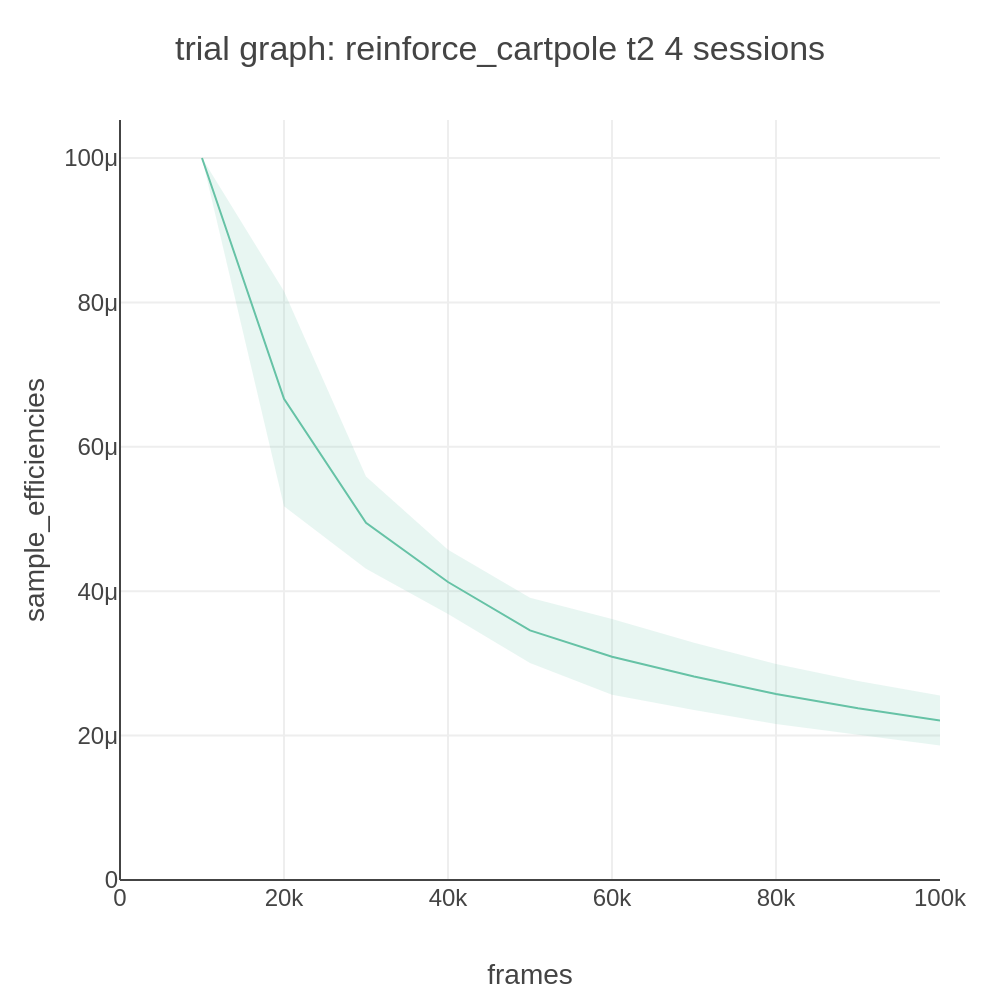 trial graph: reinforce_cartpole t2 4 sessions
100μ
80μ
60μ
40μ
20μ
0
sample_efficiencies
0 20k 40k 60k 80k 100k
frames